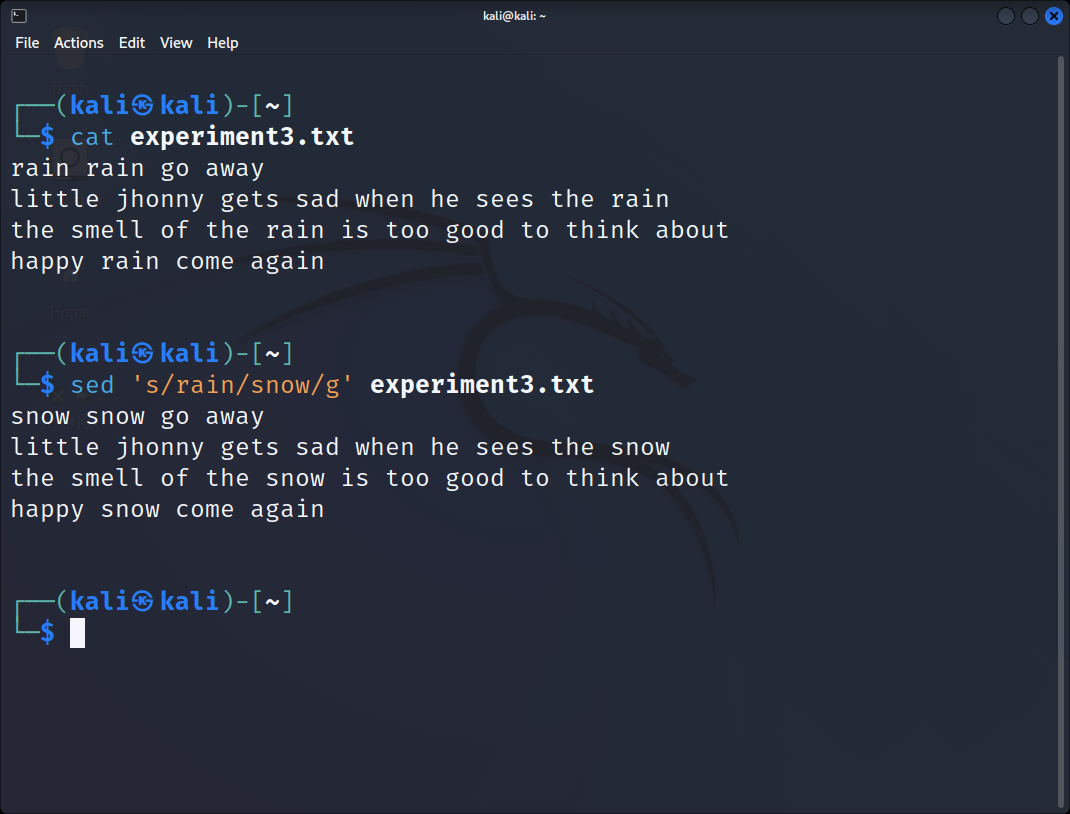 kali@kali: ~
File Actions Edit View Help
┌──(kali㉿kali)-[~]
└─$ cat experiment3.txt
rain rain go away
little jhonny gets sad when he sees the rain
the smell of the rain is too good to think about
happy rain come again
Home
┌──(kali㉿kali)-[~]
└─$ sed 's/rain/snow/g' experiment3.txt
snow snow go away
little jhonny gets sad when he sees the snow
the smell of the snow is too good to think about
happy snow come again
┌──(kali㉿kali)-[~]
└─$